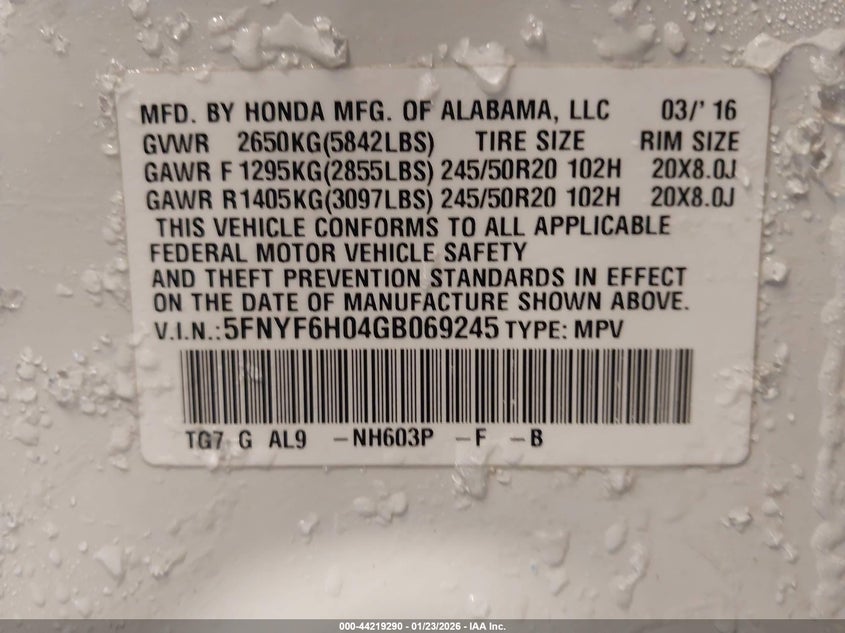 MFD. BY HONDA MFG. OF ALABAMA, LLC 03/' 16
GVWR 2650KG(5842LBS) TIRE SIZE RIM SIZE
GAWR F 1295KG(2855LBS) 245/50R20 102H 20X8.0J
GAWR R1405KG(3097LBS) 245/50R20 102H 20X8.0J
THIS VEHICLE CONFORMS TO ALL APPLICABLE
FEDERAL MOTOR VEHICLE SAFETY
AND THEFT PREVENTION STANDARDS IN EFFECT
ON THE DATE OF MANUFACTURE SHOWN ABOVE.
V.I.N.:5FNYF6H04GB069245 TYPE: MPV
TG7 G AL9 -NH603P -F -B
000-44219290 - 01/23/2026 - IAA Inc.